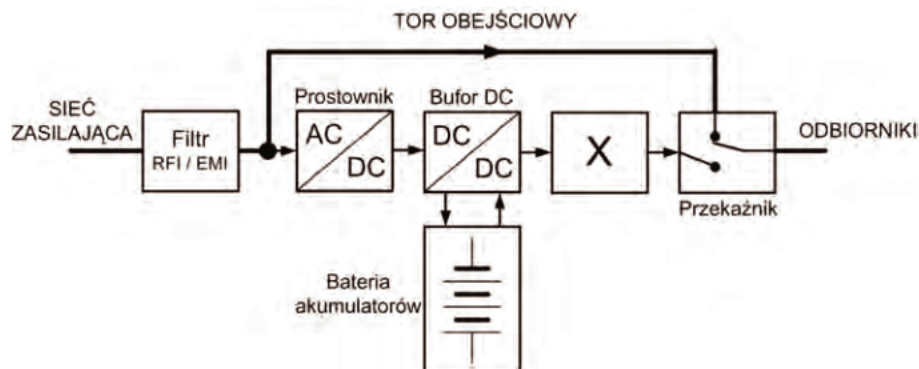 TOR OBEJŚCIOWY
SIEĆ
ZASILAJĄCA
Filtr
RFI / EMI
Prostownik
AC
DC
Bufor DC
DC
DC
X
ODBIORNIKI
Przekaźnik
Bateria
akumulatorów